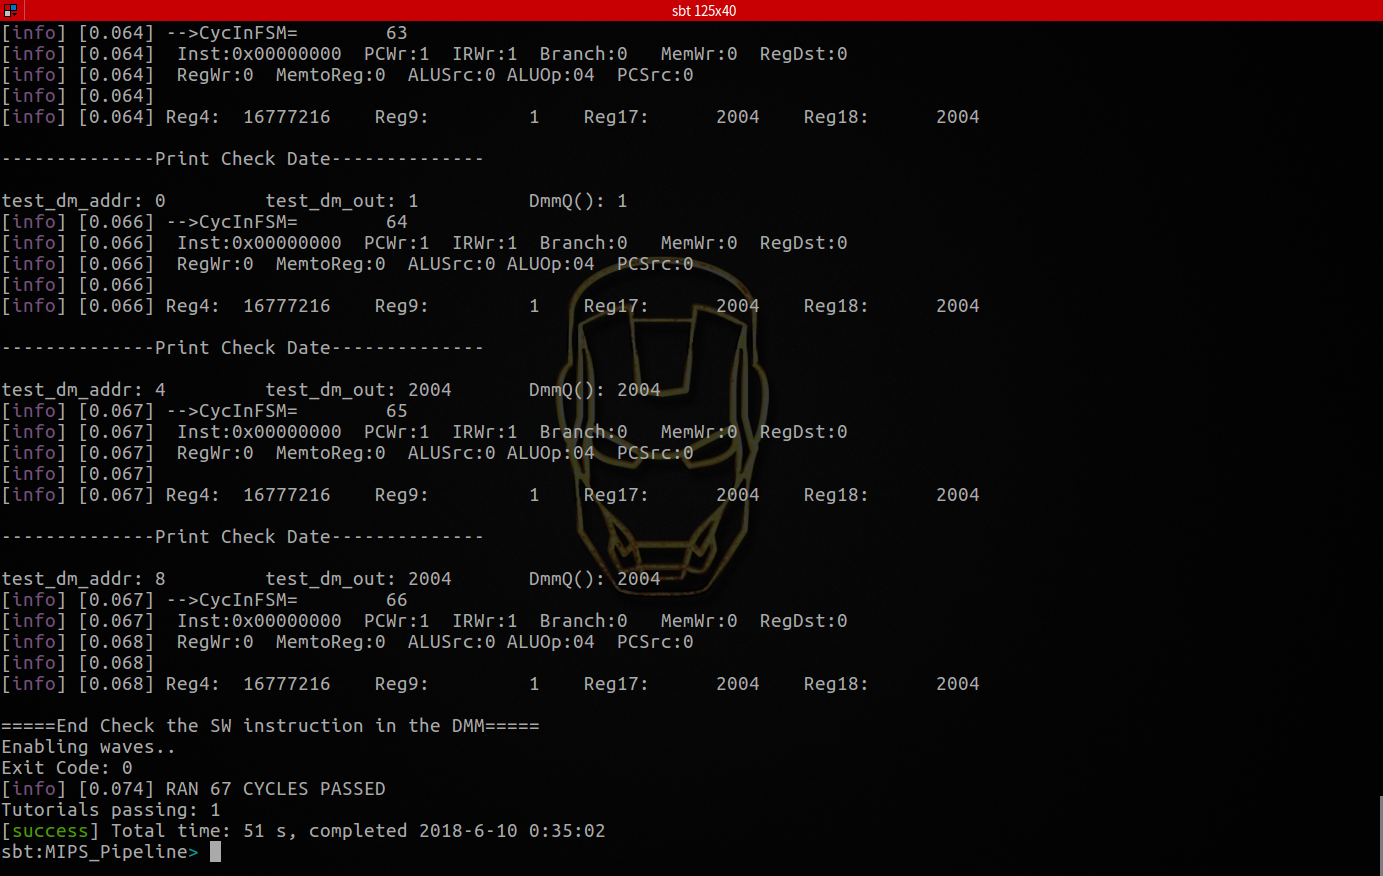 sbt 125x40
[info] [0.064] -->CycInFSM=        63
[info] [0.064]  Inst:0x00000000  PCWr:1  IRWr:1  Branch:0   MemWr:0  RegDst:0
[info] [0.064]  RegWr:0  MemtoReg:0  ALUSrc:0 ALUOp:04  PCSrc:0
[info] [0.064]
[info] [0.064] Reg4:  16777216    Reg9:         1    Reg17:      2004    Reg18:      2004
--------------Print Check Date--------------
test_dm_addr: 0         test_dm_out: 1          DmmQ(): 1
[info] [0.066] -->CycInFSM=        64
[info] [0.066]  Inst:0x00000000  PCWr:1  IRWr:1  Branch:0   MemWr:0  RegDst:0
[info] [0.066]  RegWr:0  MemtoReg:0  ALUSrc:0 ALUOp:04  PCSrc:0
[info] [0.066]
[info] [0.066] Reg4:  16777216    Reg9:         1    Reg17:      2004    Reg18:      2004
--------------Print Check Date--------------
test_dm_addr: 4         test_dm_out: 2004       DmmQ(): 2004
[info] [0.067] -->CycInFSM=        65
[info] [0.067]  Inst:0x00000000  PCWr:1  IRWr:1  Branch:0   MemWr:0  RegDst:0
[info] [0.067]  RegWr:0  MemtoReg:0  ALUSrc:0 ALUOp:04  PCSrc:0
[info] [0.067]
[info] [0.067] Reg4:  16777216    Reg9:         1    Reg17:      2004    Reg18:      2004
--------------Print Check Date--------------
test_dm_addr: 8         test_dm_out: 2004       DmmQ(): 2004
[info] [0.067] -->CycInFSM=        66
[info] [0.067]  Inst:0x00000000  PCWr:1  IRWr:1  Branch:0   MemWr:0  RegDst:0
[info] [0.068]  RegWr:0  MemtoReg:0  ALUSrc:0 ALUOp:04  PCSrc:0
[info] [0.068]
[info] [0.068] Reg4:  16777216    Reg9:         1    Reg17:      2004    Reg18:      2004
=====End Check the SW instruction in the DMM=====
Enabling waves..
Exit Code: 0
[info] [0.074] RAN 67 CYCLES PASSED
Tutorials passing: 1
[success] Total time: 51 s, completed 2018-6-10 0:35:02
sbt:MIPS_Pipeline>